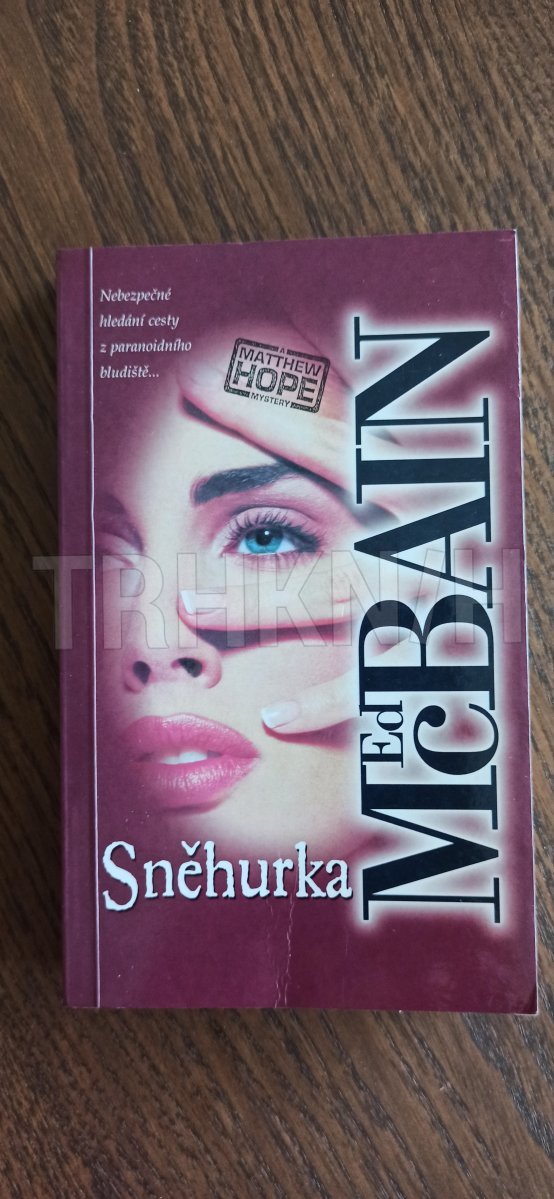 Nebezpečné
hledání cesty
z paranoidního
bludiště...
A
MATTHEW
HOPE
MYSTERY
Ed
McBAIN
Sněhurka
TRHKNIH